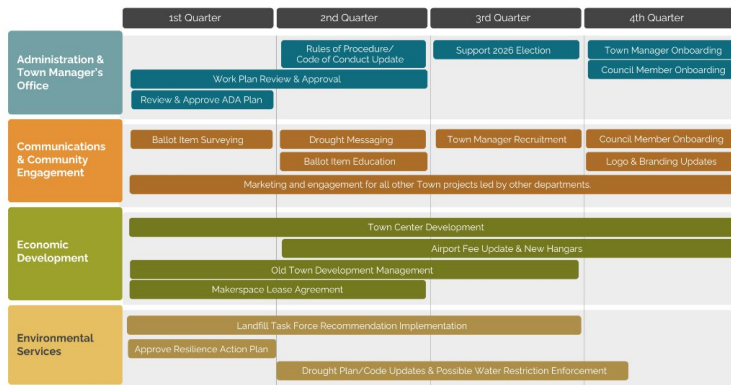 1st Quarter
2nd Quarter
3rd Quarter
4th Quarter
Administration &
Town Manager's
Office
Rules of Procedure/
Code of Conduct Update
Support 2026 Election
Town Manager Onboarding
Work Plan Review & Approval
Council Member Onboarding
Review & Approve ADA Plan
Communications
& Community
Engagement
Ballot Item Surveying
Drought Messaging
Town Manager Recruitment
Council Member Onboarding
Ballot Item Education
Logo & Branding Updates
Marketing and engagement for all other Town projects led by other departments.
Economic
Development
Town Center Development
Airport Fee Update & New Hangars
Old Town Development Management
Makerspace Lease Agreement
Environmental
Services
Landfill Task Force Recommendation Implementation
Approve Resilience Action Plan
Drought Plan/Code Updates & Possible Water Restriction Enforcement